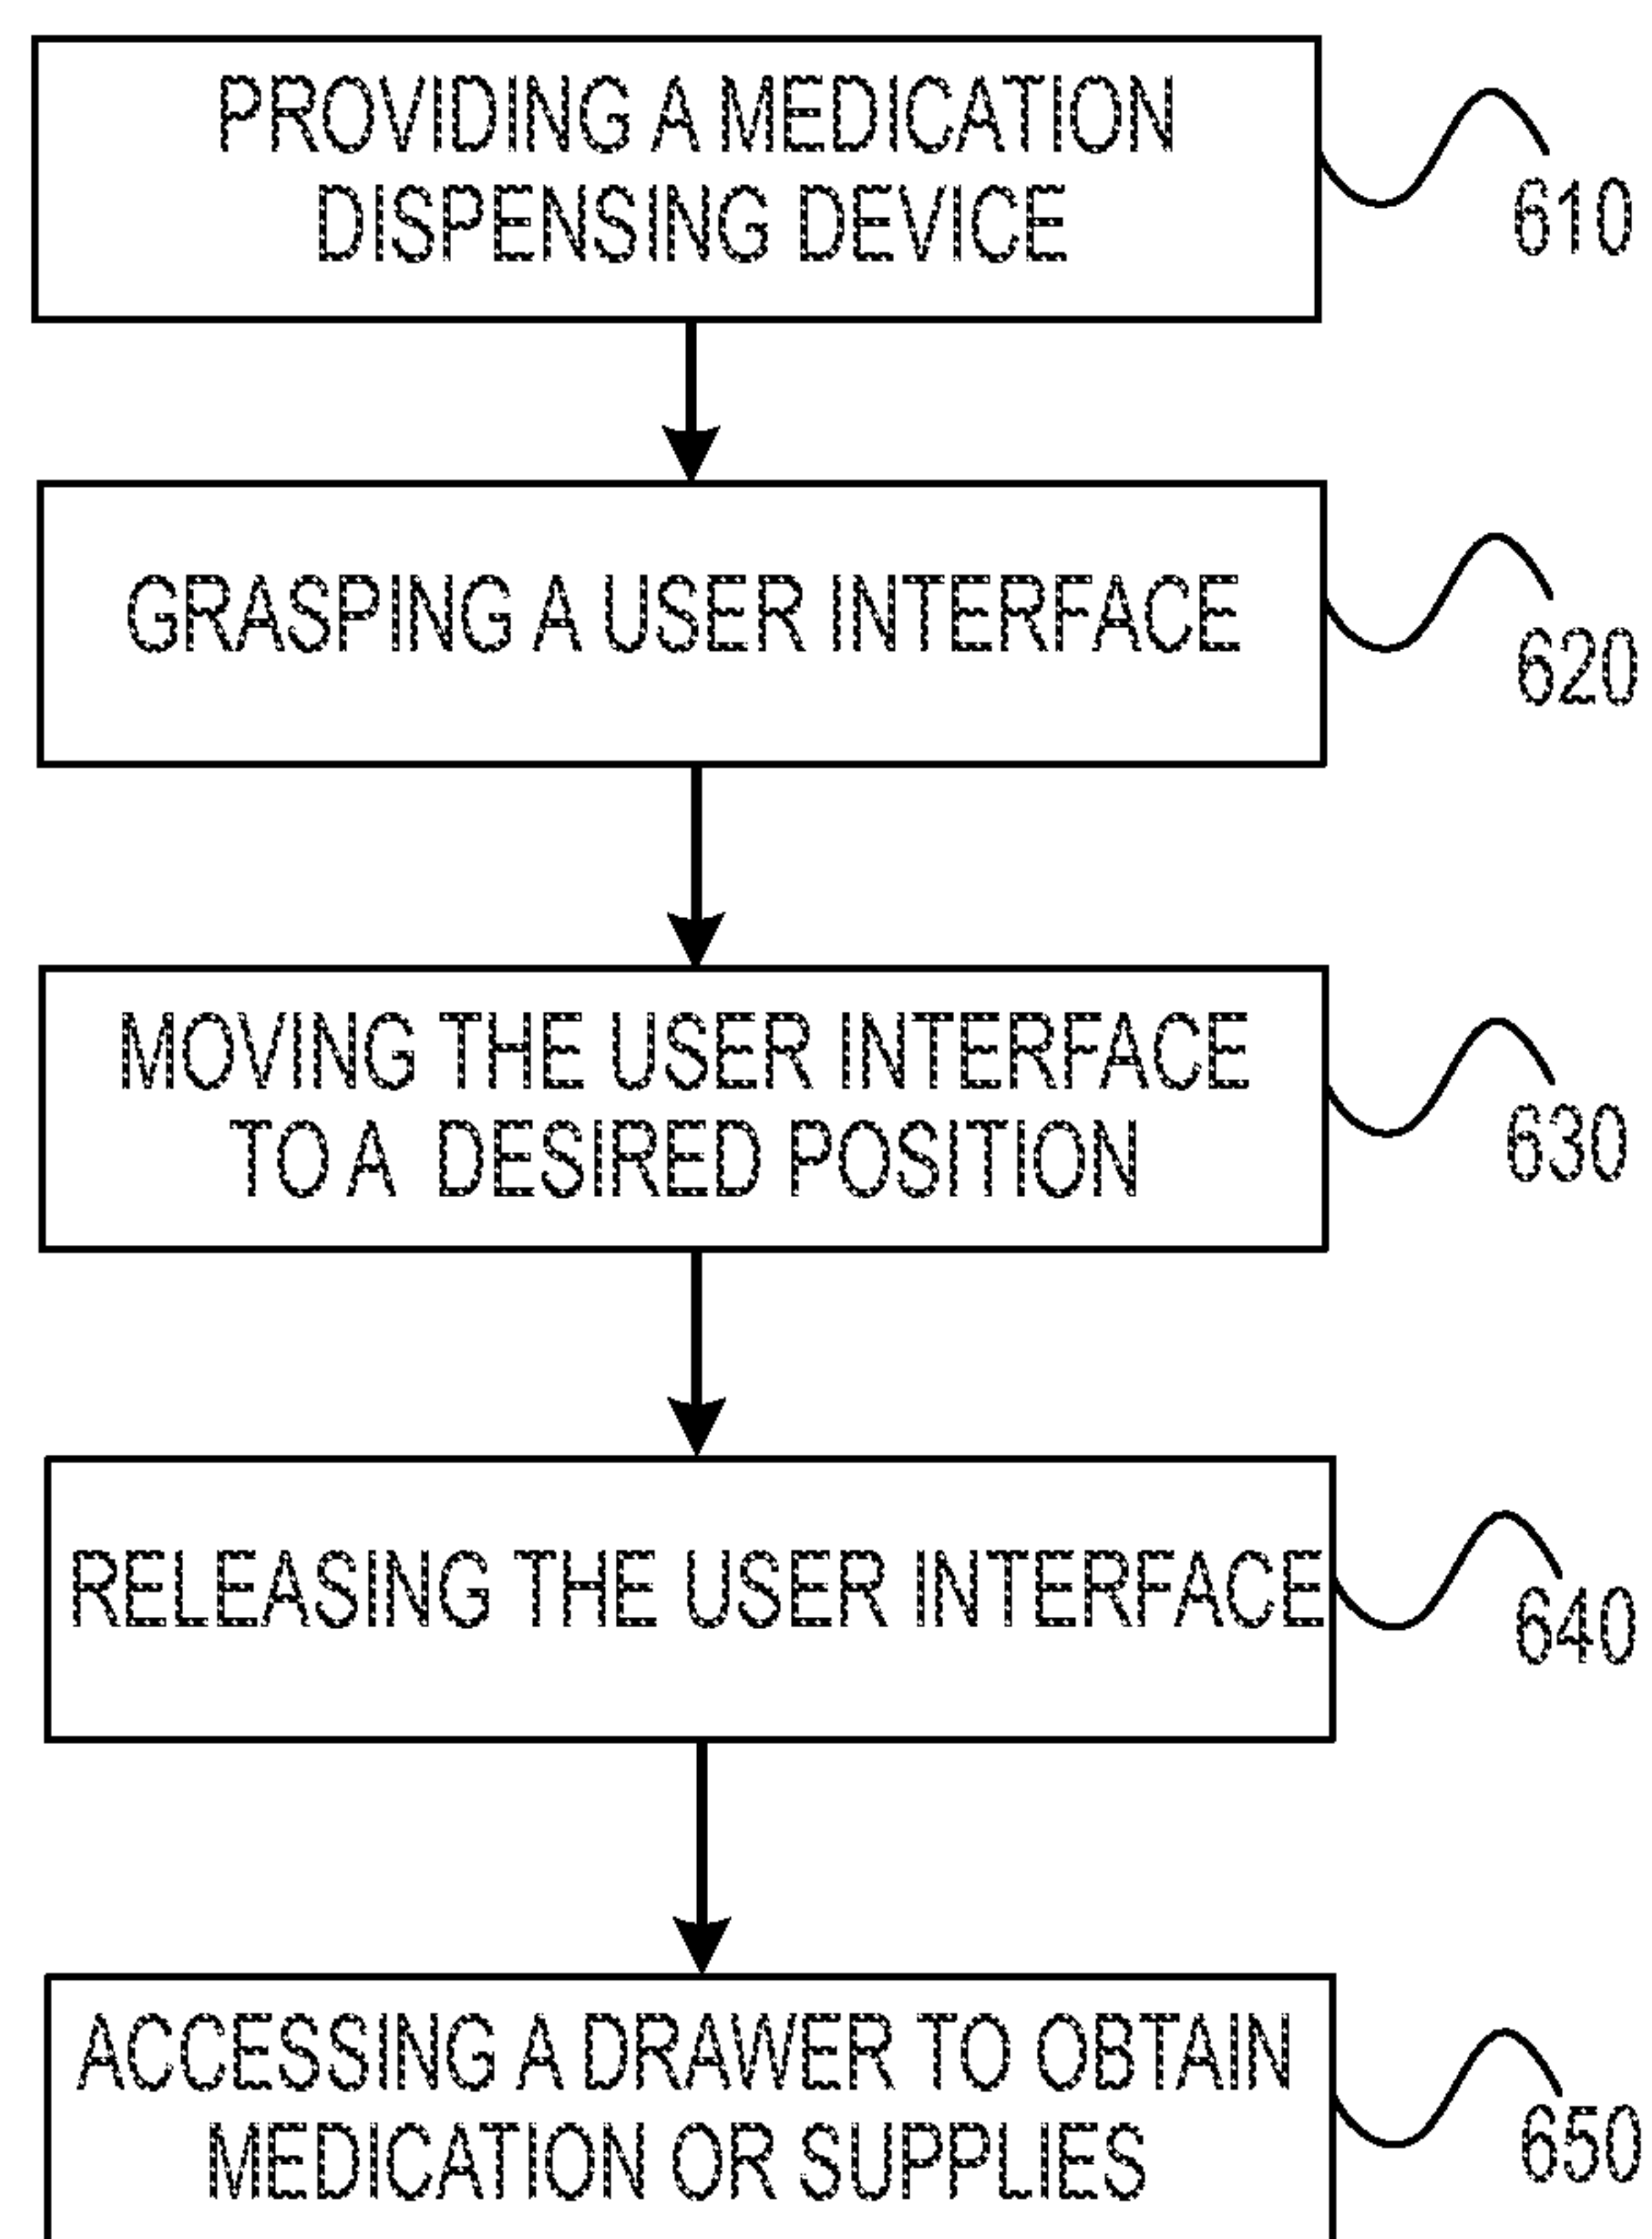 PROVIDING A MEDICATION
DISPENSING DEVICE
610
GRASPING A USER INTERFACE
620
MOVING THE USER INTERFACE
TO A DESIRED POSITION
630
RELEASING THE USER INTERFACE
640
ACCESSING A DRAWER TO OBTAIN
MEDICATION OR SUPPLIES
650